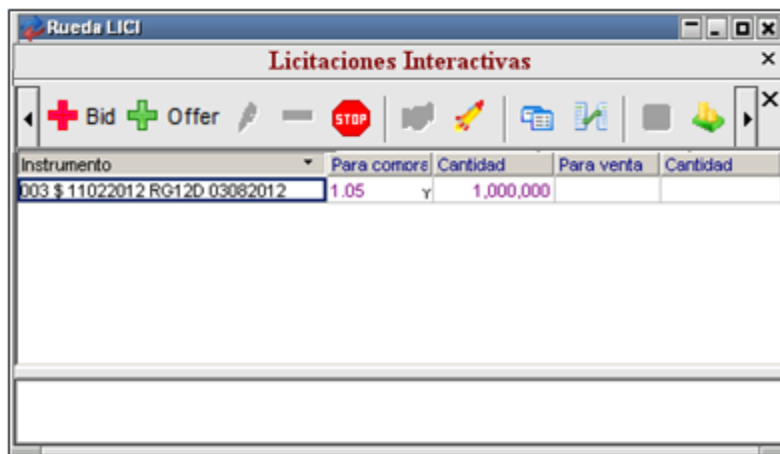 Rueda LICI
Licitaciones Interactivas
Bid Offer STOP
Instrumento Para compra Cantidad Para venta Cantidad
003 $ 11022012 RG12D 03082012 1.05 Y 1,000,000